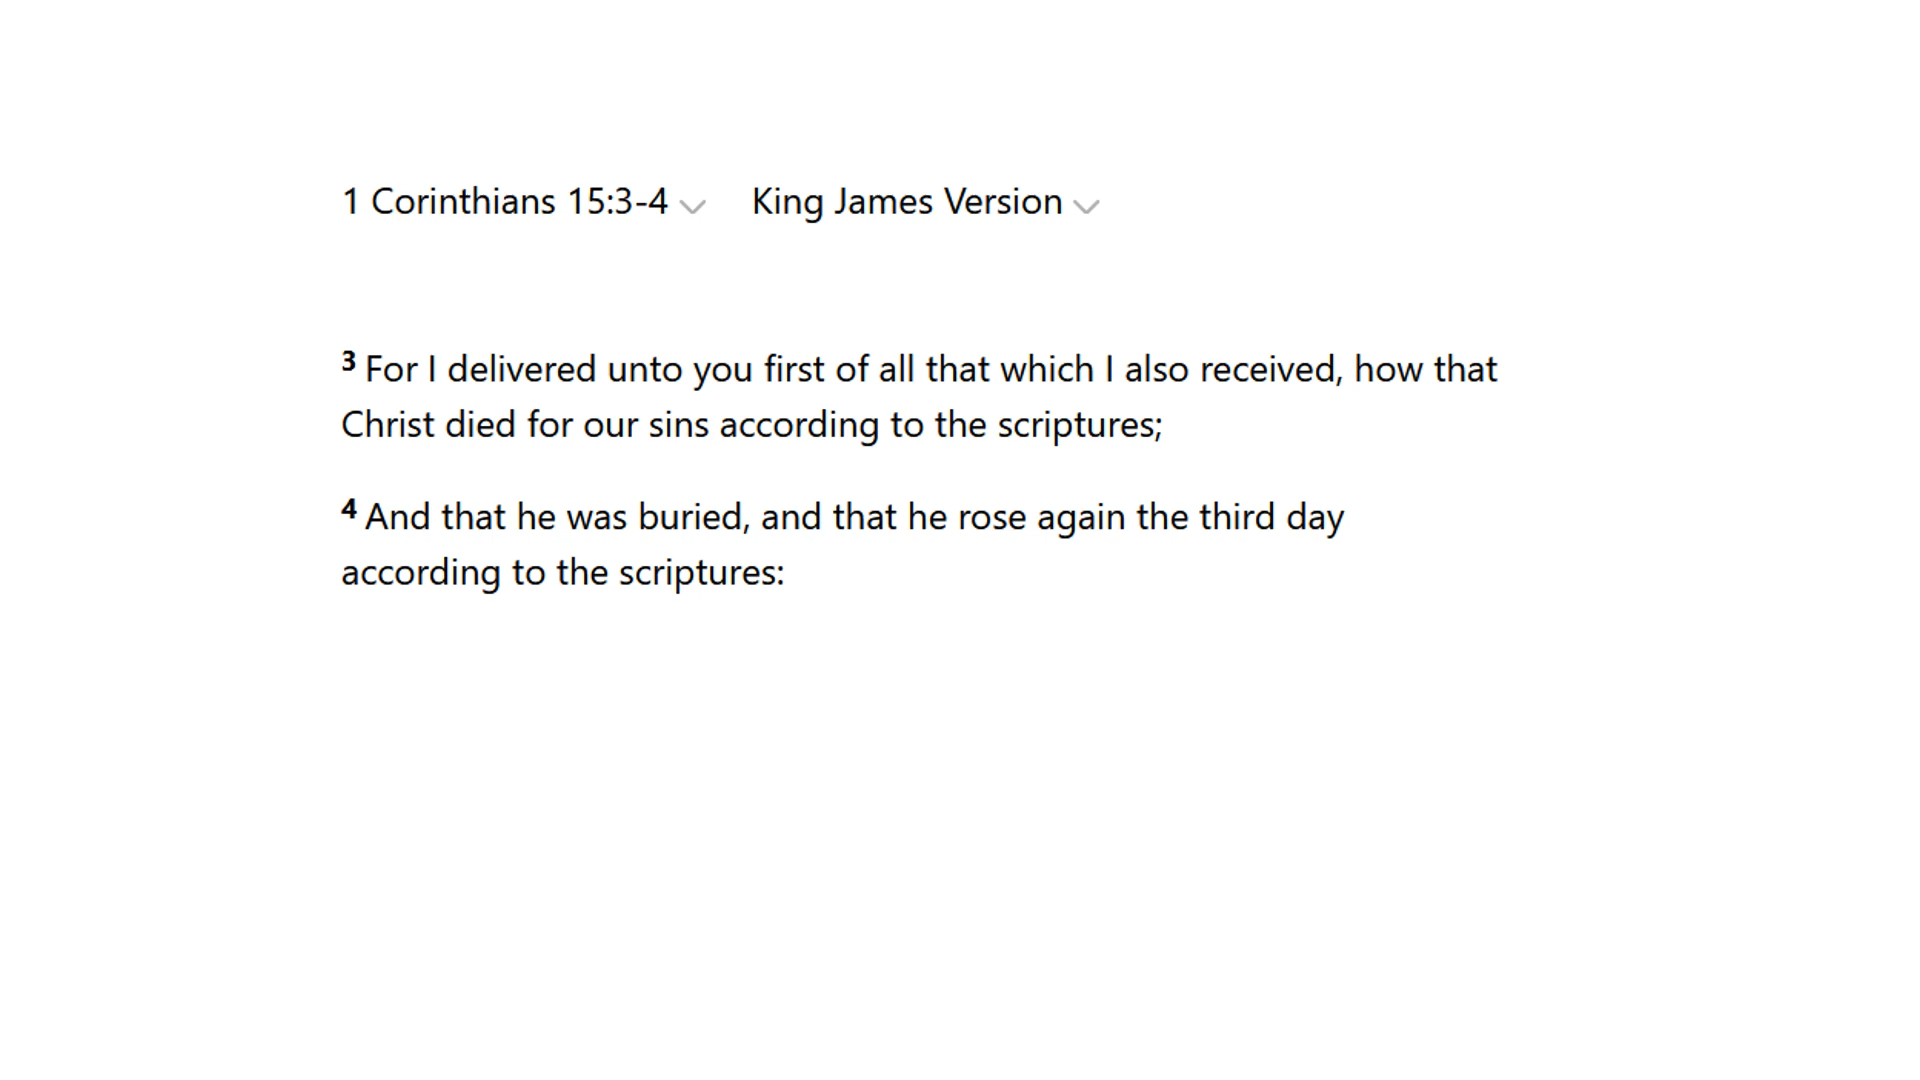 1 Corinthians 15:3-4 King James Version
3 For I delivered unto you first of all that which I also received, how that
Christ died for our sins according to the scriptures;
4 And that he was buried, and that he rose again the third day
according to the scriptures: